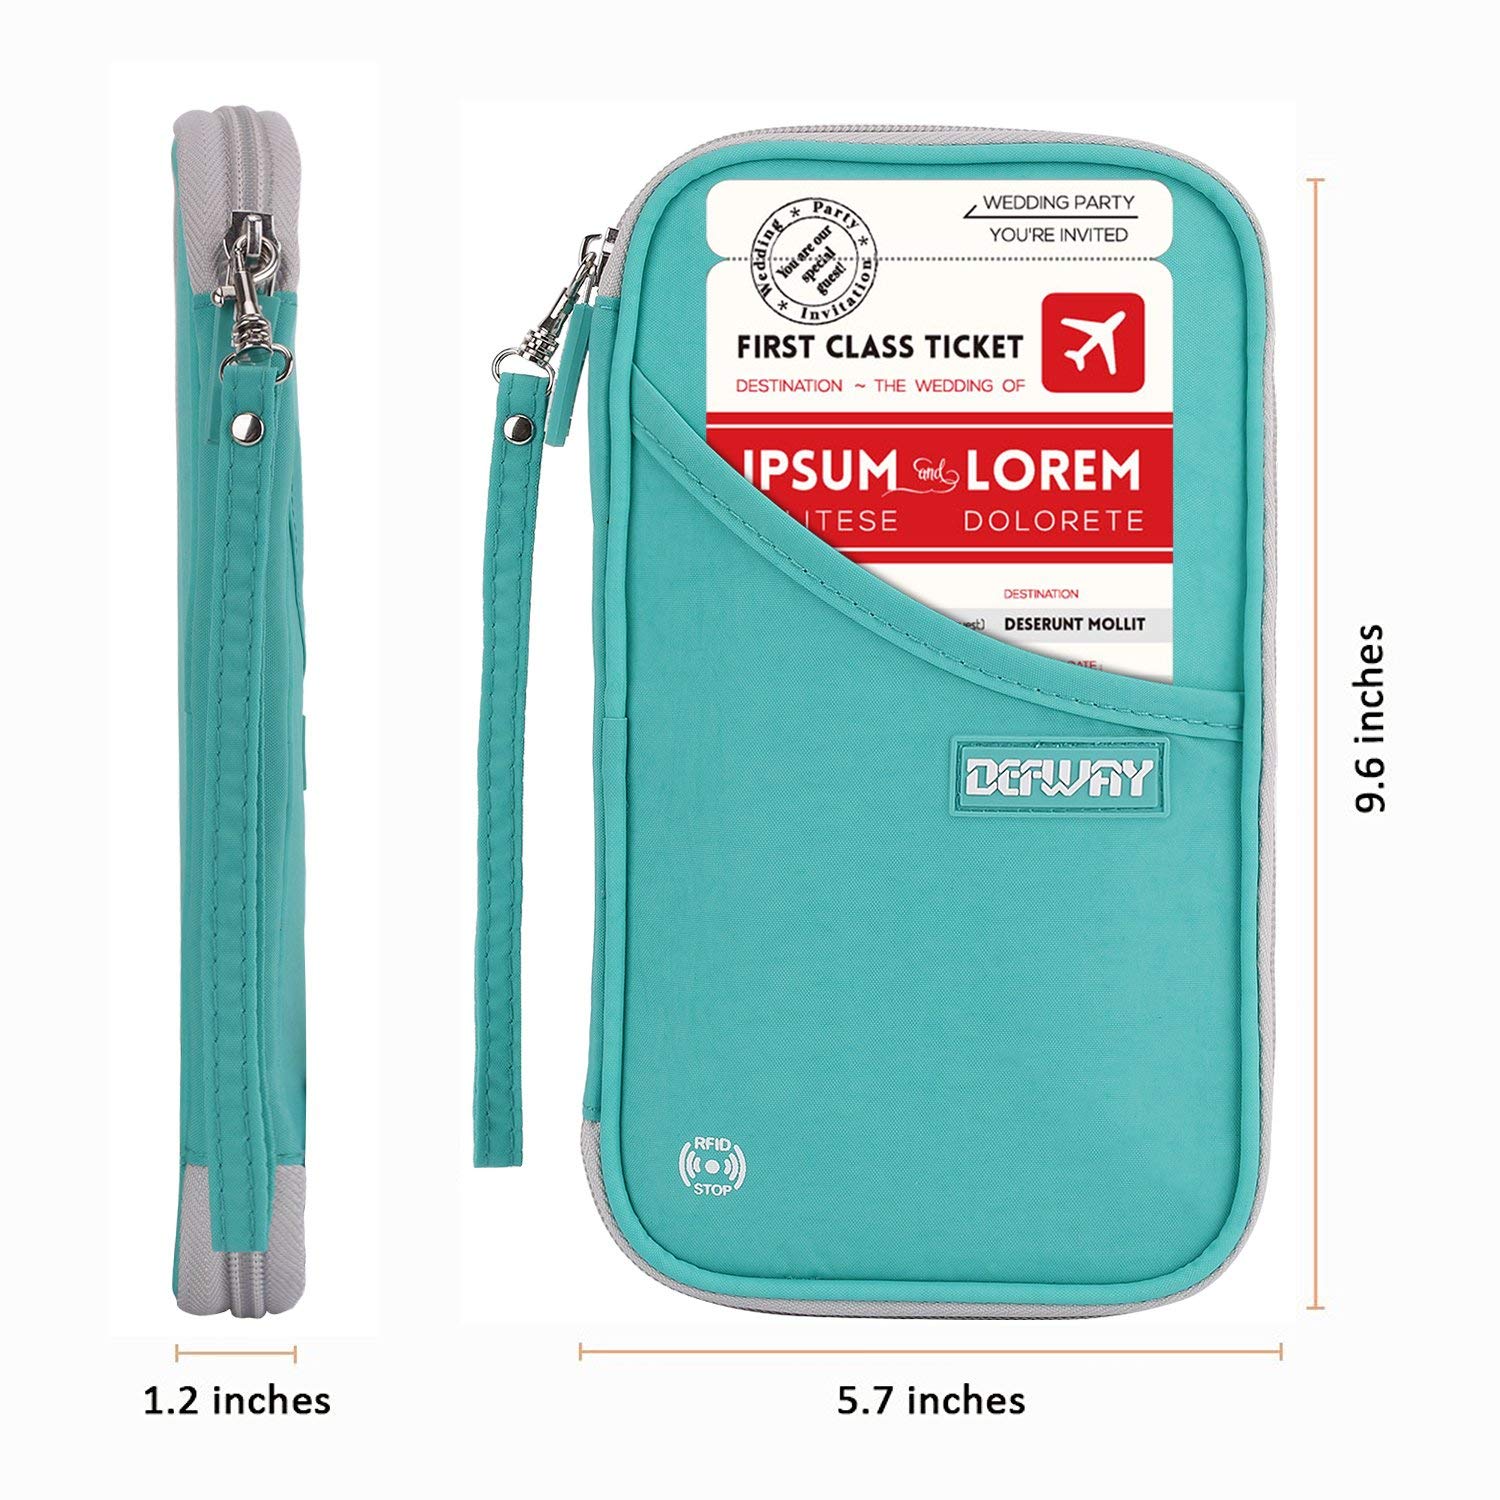 WEDDING PARTY
YOU'RE INVITED
* Party *
Wedding
You are our
special
guest!
* Invitation
FIRST CLASS TICKET
DESTINATION ~ THE WEDDING OF
IPSUM and LOREM
LITESE DOLORETE
DESTINATION
DESERUNT MOLLIT
DEFWAY
RFID
STOP
9.6 inches
1.2 inches
5.7 inches